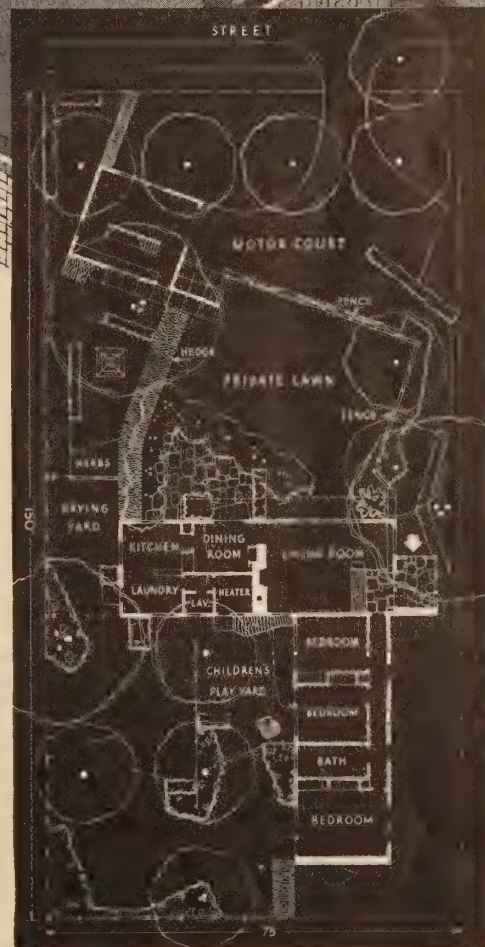 STREET
MOTOR COURT
FENCE
HEDGE
PRIVATE LAWN
FENCE
HERBS
DRYING
YARD
150
KITCHEN
DINING
ROOM
LIVING ROOM
LAUNDRY
LAV.
HEATER
BEDROOM
CHILDREN'S
PLAY YARD
BEDROOM
BATH
BEDROOM
75